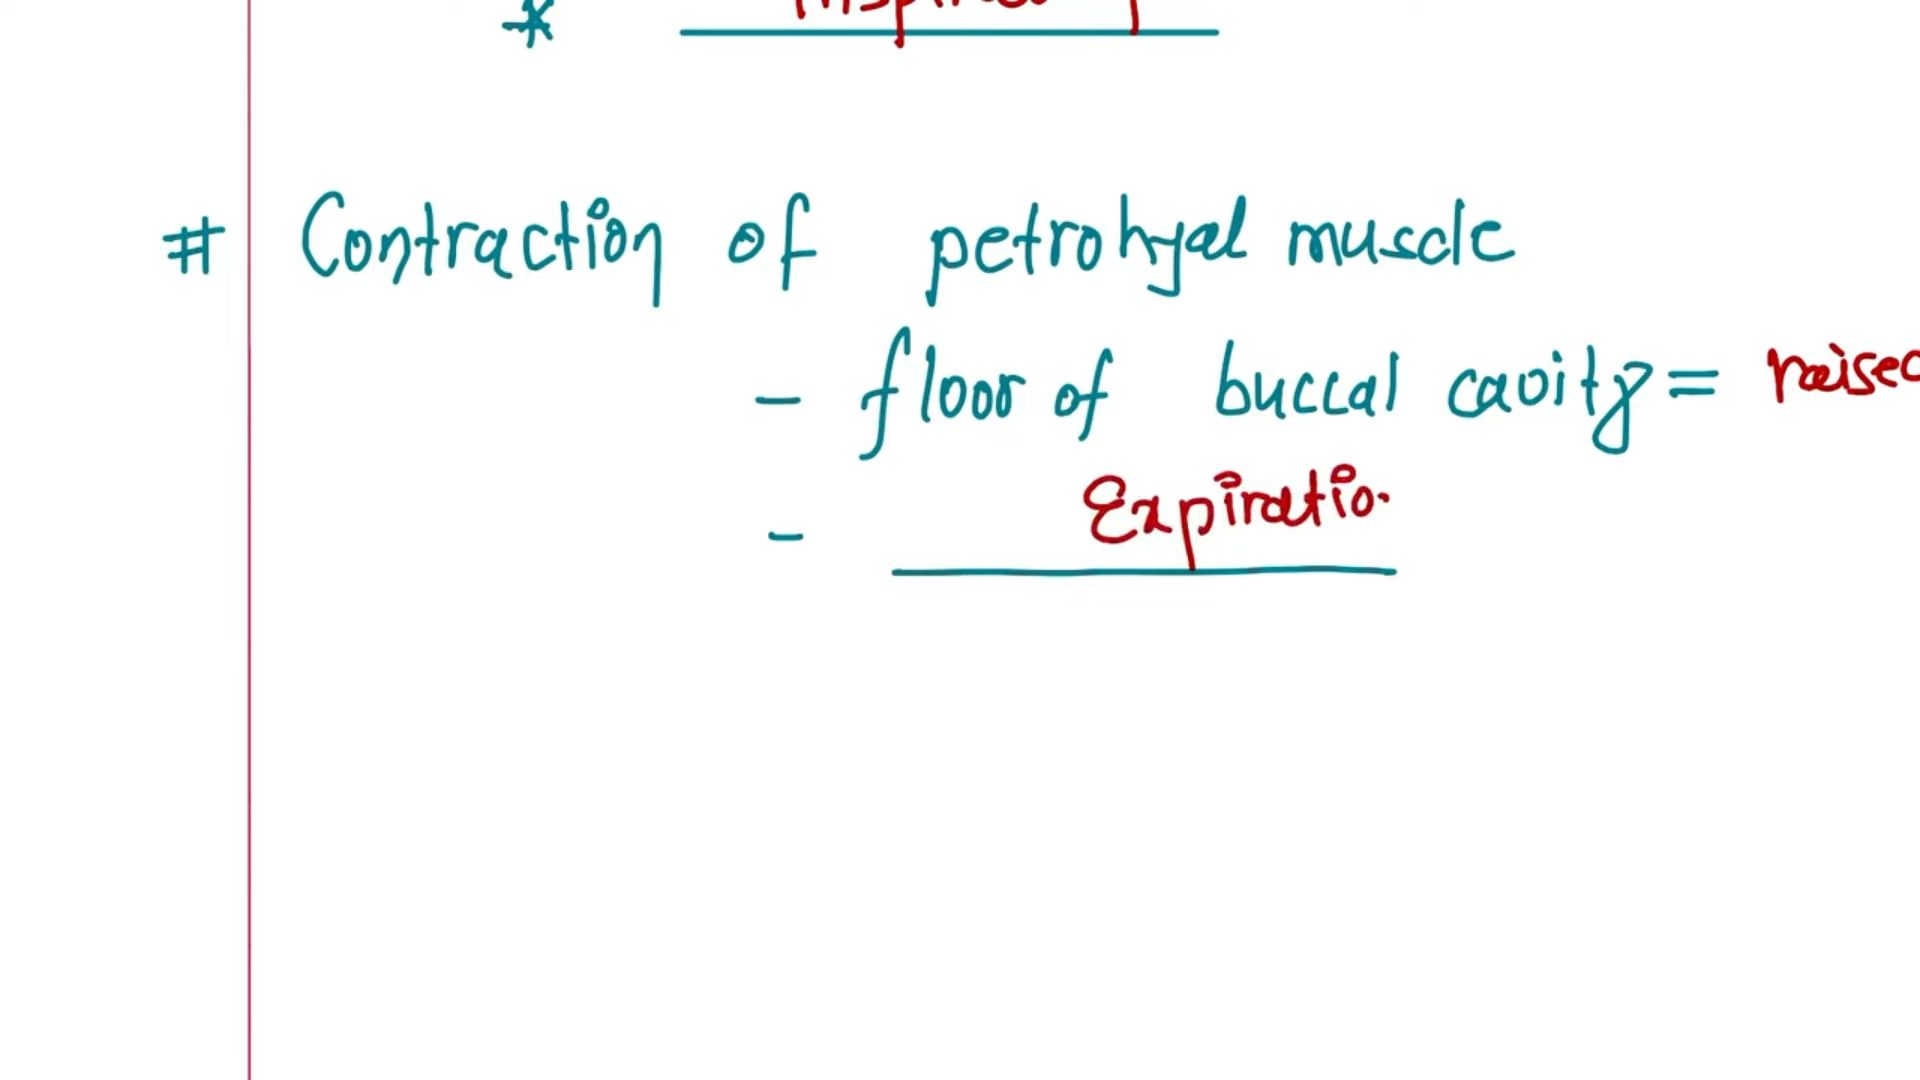 *
# Contraction of petrohyal muscle
- floor of buccal cavity = raised
- Expiratio